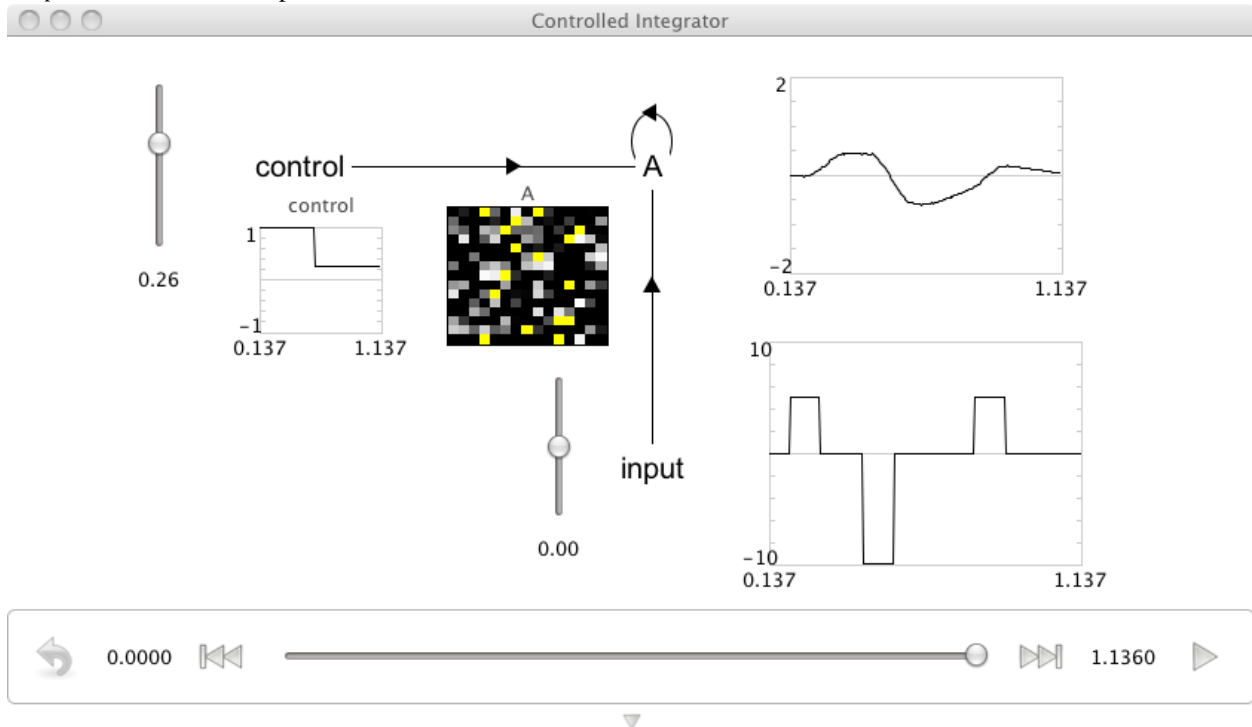 Controlled Integrator
control
A
0.26
control
1
-1
0.137 1.137
A
0.00
input
2
-2
0.137 1.137
10
-10
0.137 1.137
0.0000 1.1360